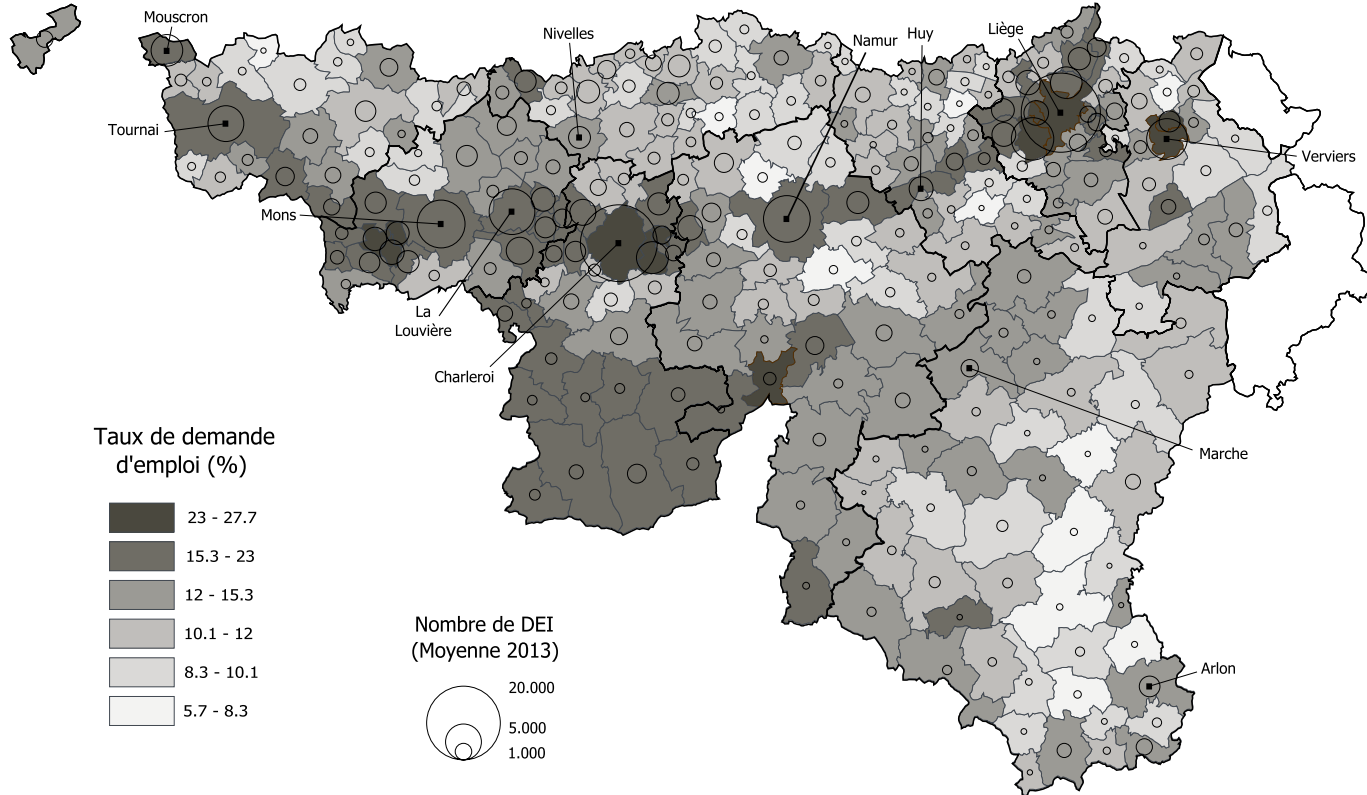 Mouscron
Nivelles
Namur
Huy
Liège
Tournai
Verviers
Mons
La
Louvière
Charleroi
Marche
Arlon
Taux de demande
d'emploi (%)
23 - 27.7
15.3 - 23
12 - 15.3
10.1 - 12
8.3 - 10.1
5.7 - 8.3
Nombre de DEI
(Moyenne 2013)
20.000
5.000
1.000